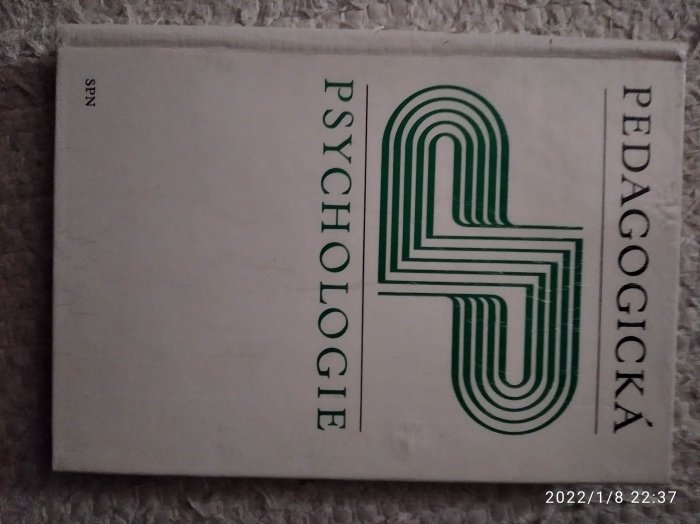 PEDAGOGICKÁ
PSYCHOLOGIE
SPN
2022/1/8 22:37